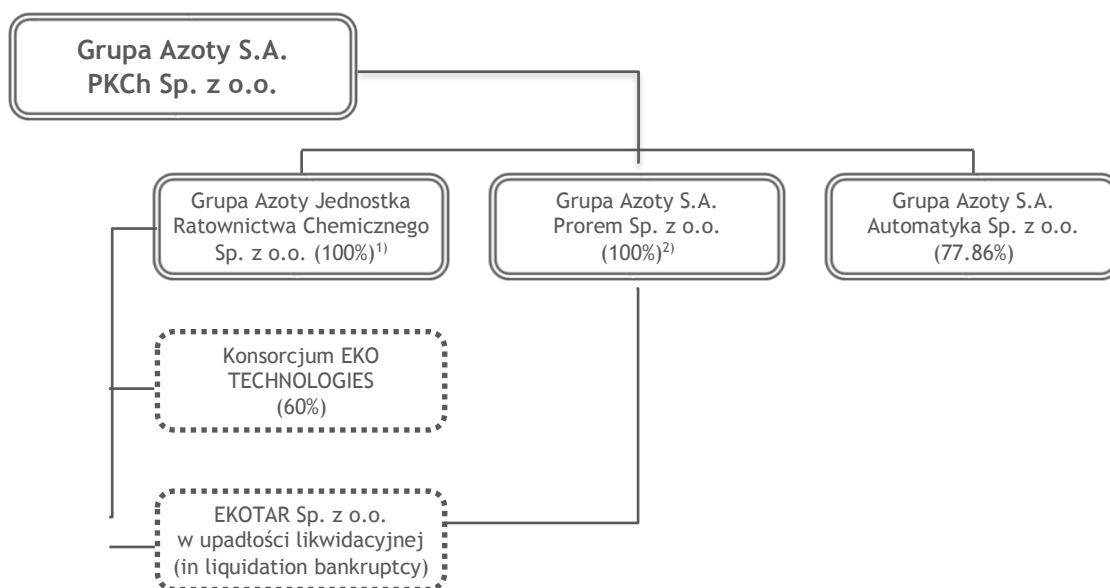 Grupa Azoty S.A.
PKCh Sp. z o.o.
Grupa Azoty Jednostka
Ratownictwa Chemicznego
Sp. z o.o. (100%)¹⁾
Grupa Azoty S.A.
Prorem Sp. z o.o.
(100%)²⁾
Grupa Azoty S.A.
Automatyka Sp. z o.o.
(77.86%)
Konsorcjum EKO
TECHNOLOGIES
(60%)
EKOTAR Sp. z o.o.
w upadłości likwidacyjnej
(in liquidation bankruptcy)